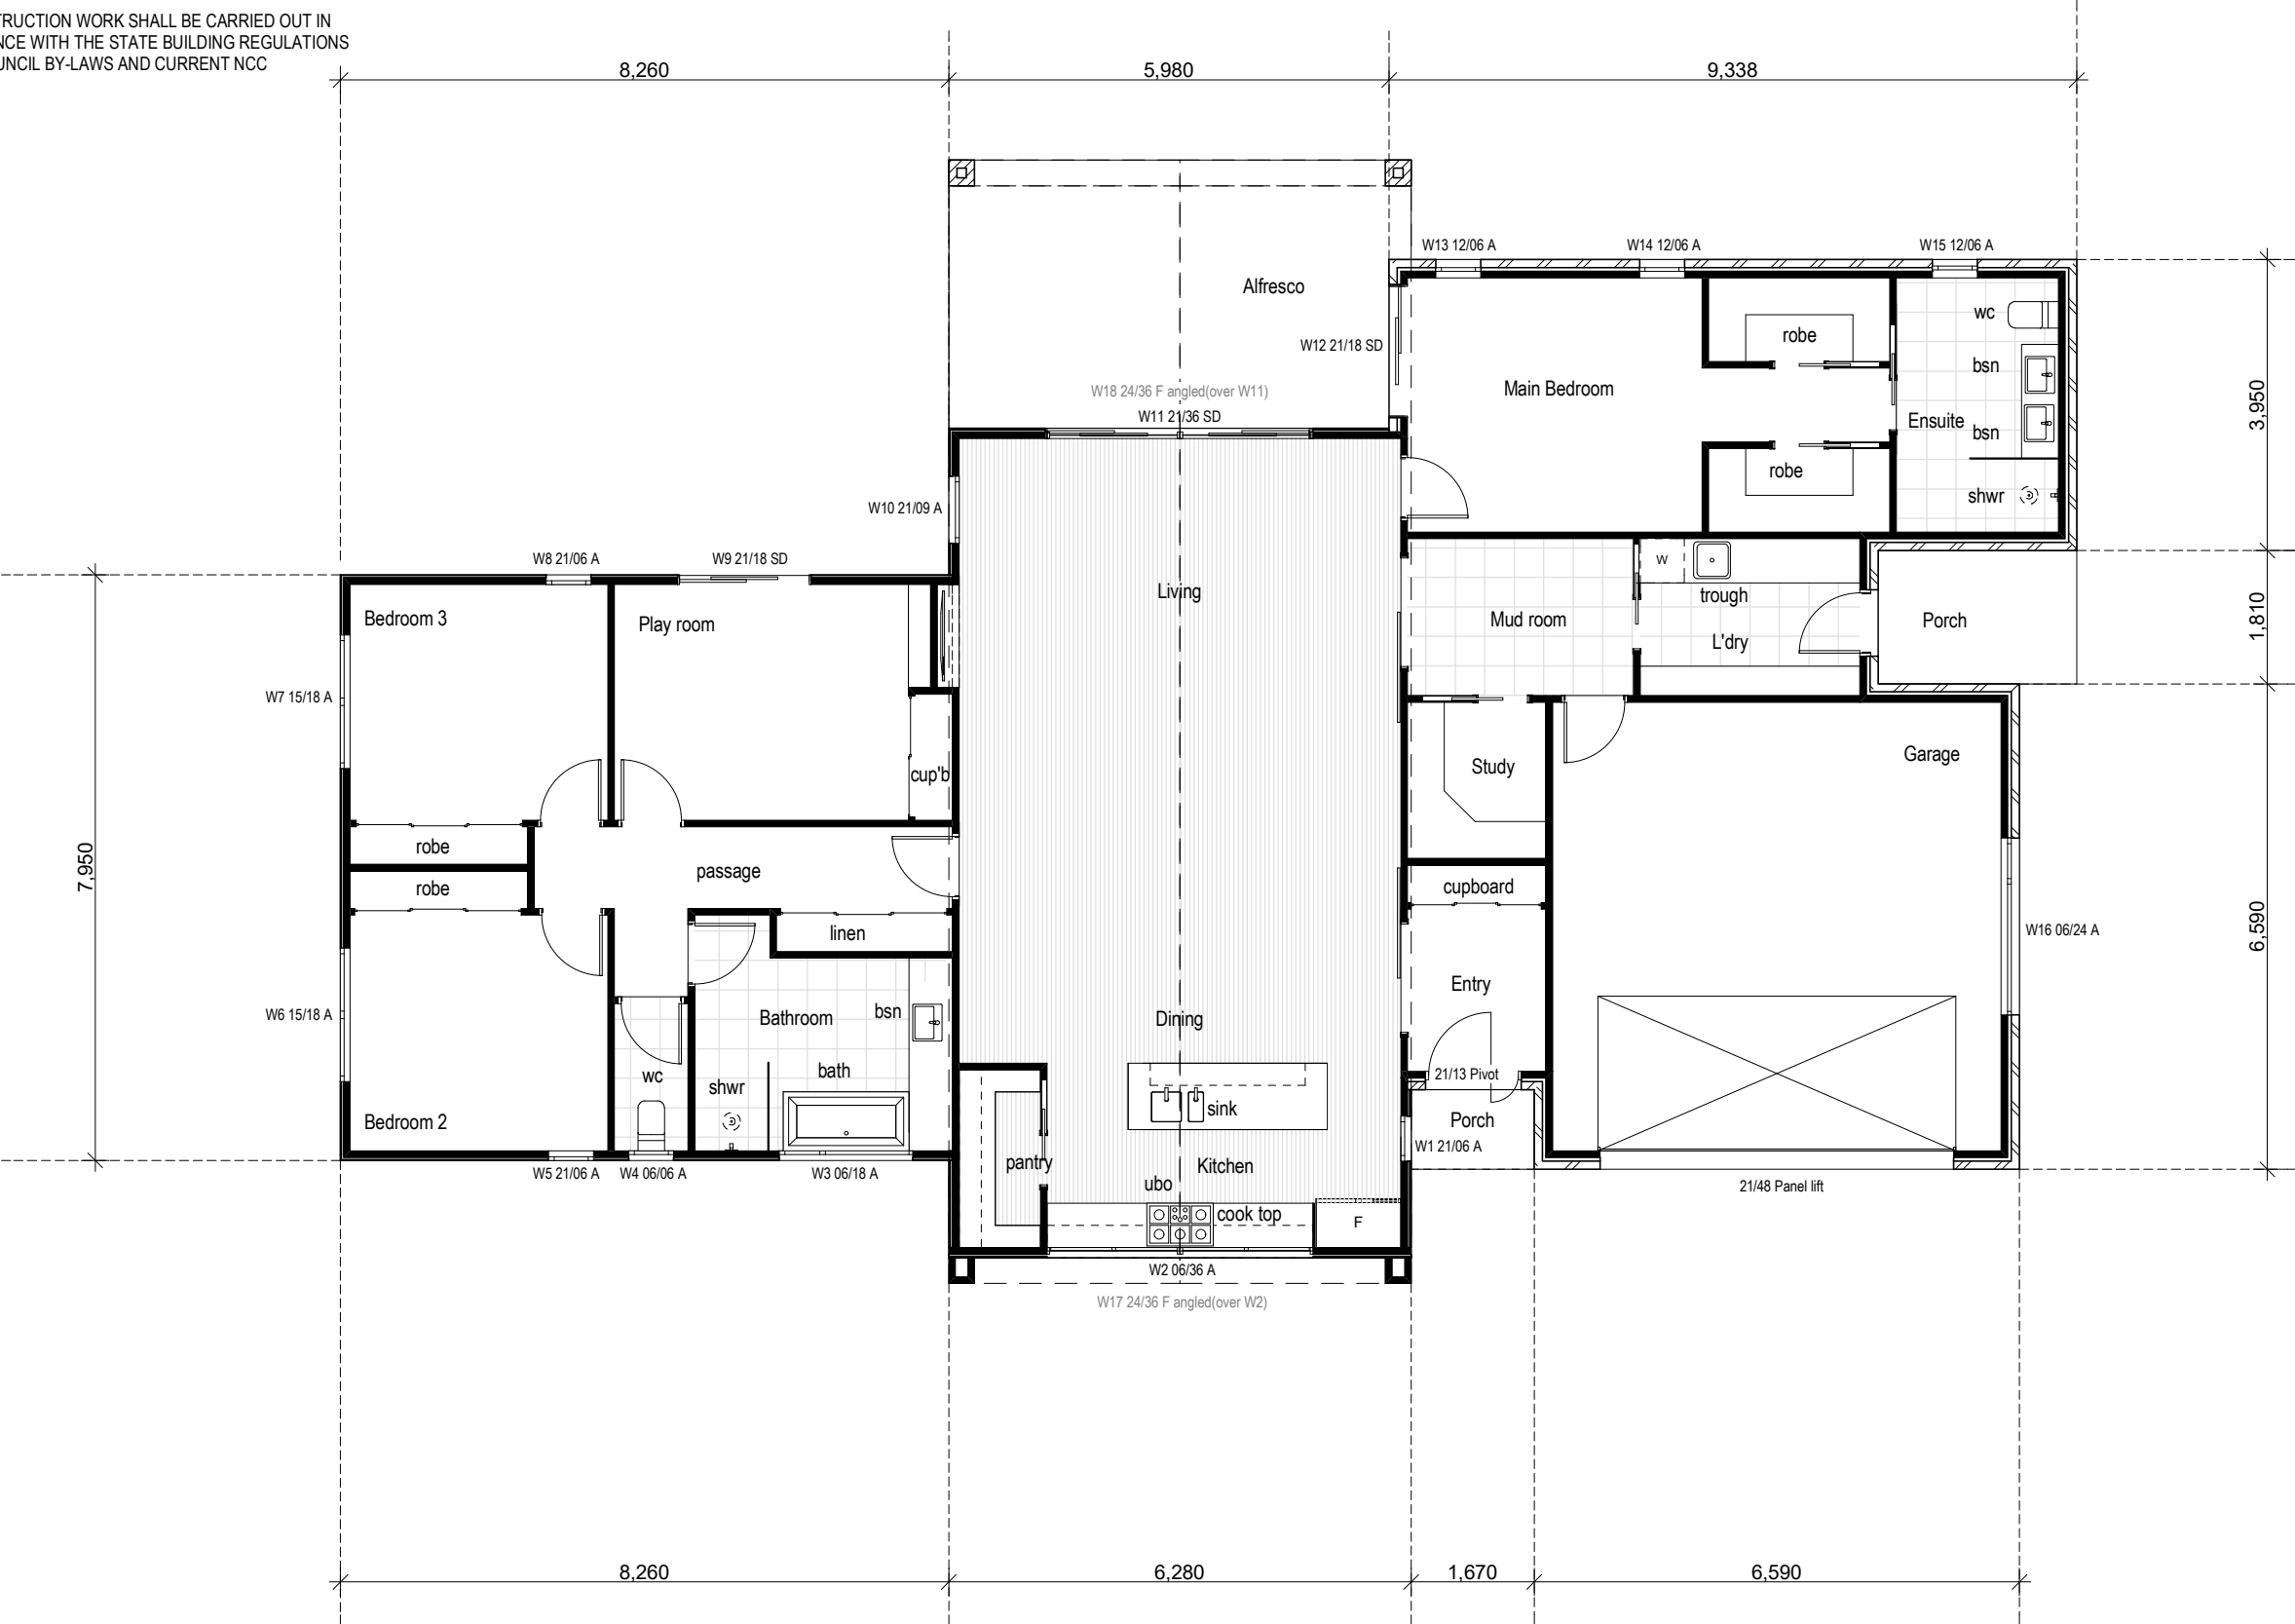 TRUCTION WORK SHALL BE CARRIED OUT IN
NCE WITH THE STATE BUILDING REGULATIONS
UNCIL BY-LAWS AND CURRENT NCC
8,260
5,980
9,338
W13 12/06 A
W14 12/06 A
W15 12/06 A
Alfresco
wc
robe
W12 21/18 SD
bsn
Main Bedroom
W18 24/36 F angled(over W11)
W11 21/36 SD
3,950
Ensuite
bsn
robe
shwr
W10 21/09 A
W8 21/06 A
W9 21/18 SD
w
Living
trough
Bedroom 3
Play room
Mud room
Porch
1,810
L'dry
W7 15/18 A
Garage
Study
cup'b
robe
passage
7,950
robe
cupboard
linen
W16 06/24 A
6,590
Entry
W6 15/18 A
Bathroom
bsn
Dining
wc
bath
21/13 Pivot
shwr
sink
Bedroom 2
Porch
W1 21/06 A
pantry
Kitchen
W5 21/06 A
W4 06/06 A
W3 06/18 A
ubo
21/48 Panel lift
cook top
F
W2 06/36 A
W17 24/36 F angled(over W2)
8,260
6,280
1,670
6,590